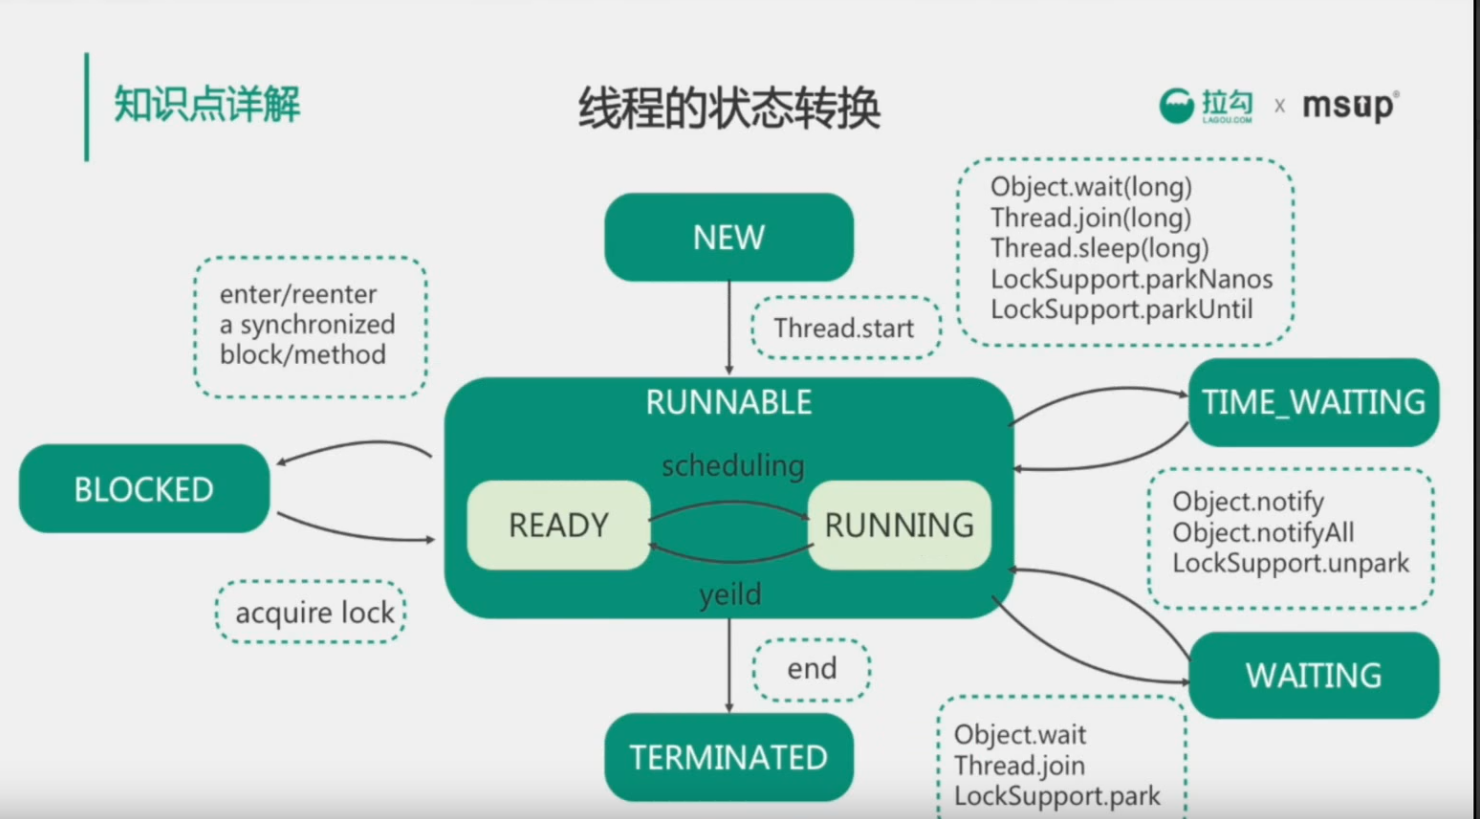 知识点详解
线程的状态转换
拉勾
LAGOU.COM
x
msup®
Object.wait(long)
Thread.join(long)
Thread.sleep(long)
LockSupport.parkNanos
LockSupport.parkUntil
NEW
enter/reenter
a synchronized
block/method
Thread.start
RUNNABLE
TIME_WAITING
scheduling
BLOCKED
READY
RUNNING
Object.notify
Object.notifyAll
LockSupport.unpark
yeild
acquire lock
end
WAITING
TERMINATED
Object.wait
Thread.join
LockSupport.park